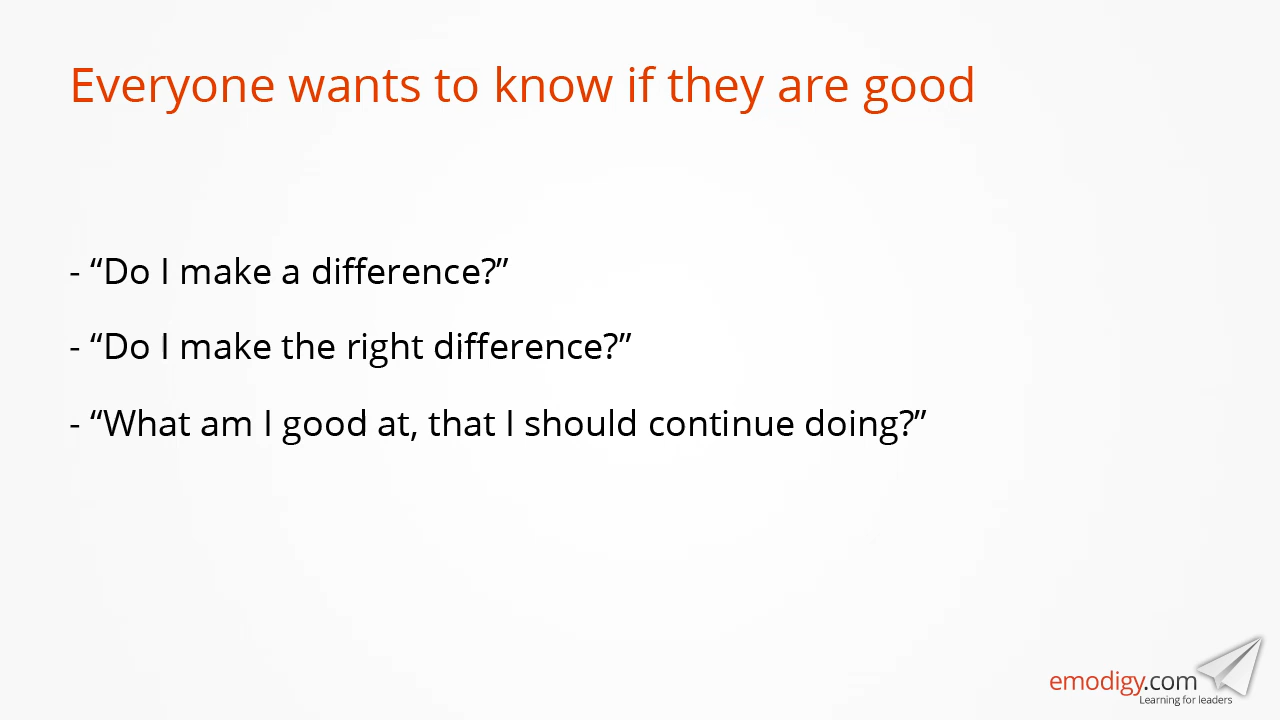 Everyone wants to know if they are good
- “Do I make a difference?”
- “Do I make the right difference?”
- “What am I good at, that I should continue doing?”
emodigy.com
Learning for leaders